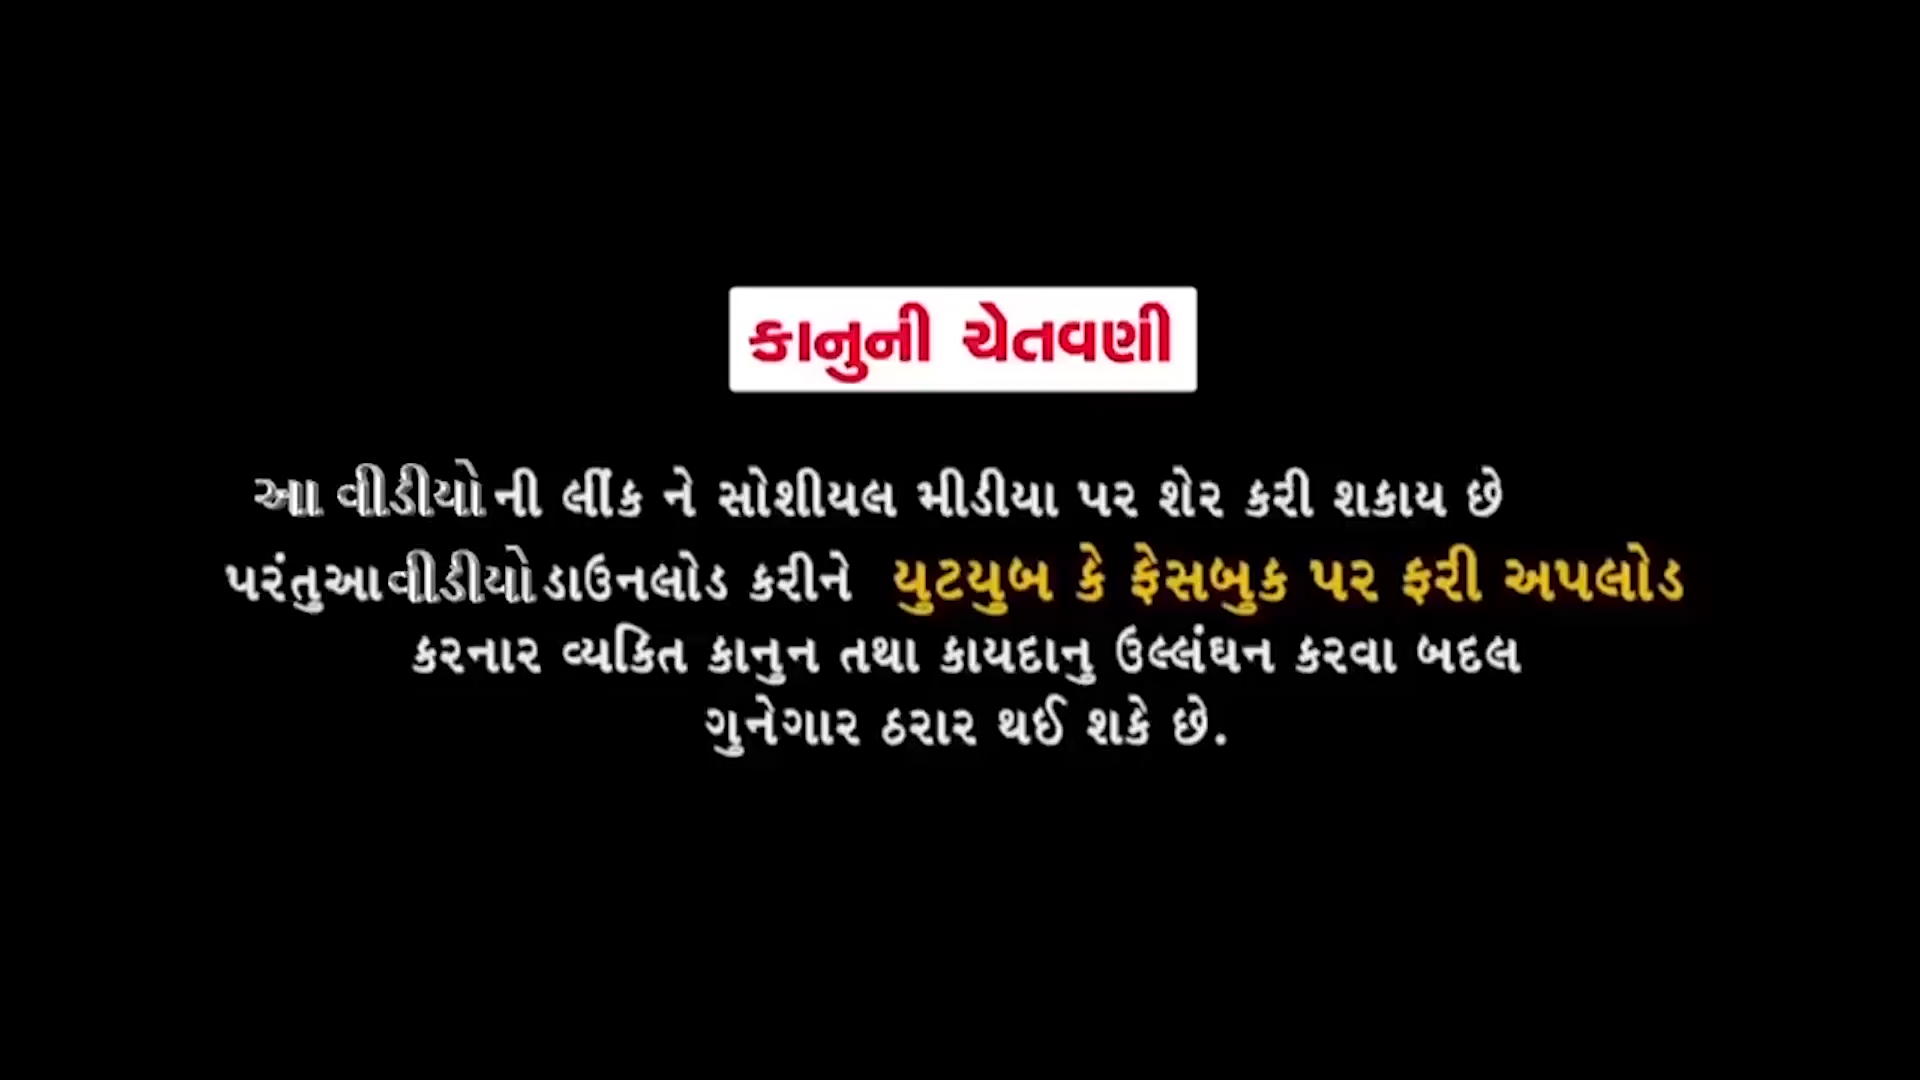 કાનુની ચેતવણી
આ વીડીયો ની લીંક ને સોશીયલ મીડીયા પર શેર કરી શકાય છે
પરંતુઆવીડીયોડાઉનલોડ કરીને યુટયુબ કે ફેસબુક પર ફરી અપલોડ
કરનાર વ્યકિત કાનુન તથા કાયદાનુ ઉલ્લંઘન કરવા બદલ
ગુનેગાર ઠરાર થઈ શકે છે.